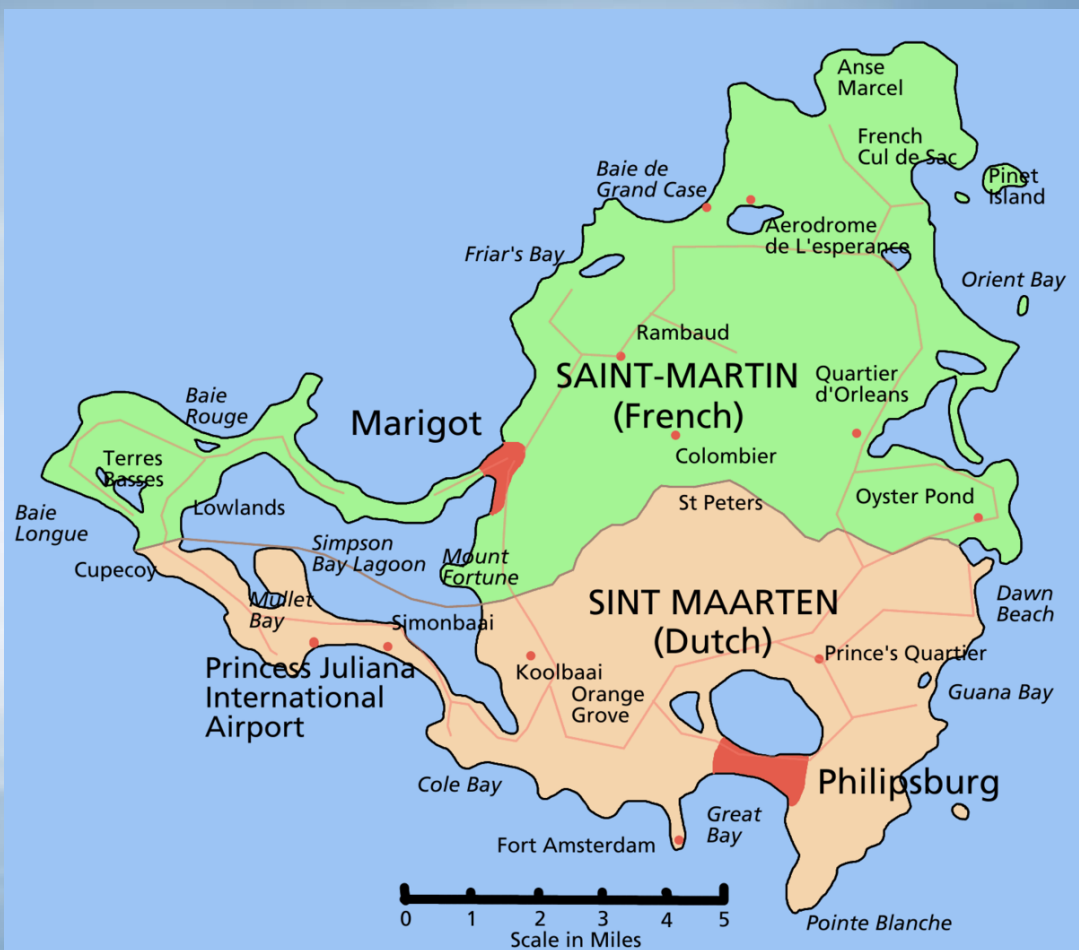 Anse
Marcel
French
Cul de Sac
Baie de
Grand Case
Pinet
Island
Aerodrome
de L'esperance
Friar's Bay
Orient Bay
Rambaud
SAINT-MARTIN
(French)
Quartier
d'Orleans
Baie
Rouge
Marigot
Colombier
Terres
Basses
St Peters
Oyster Pond
Lowlands
Baie
Longue
Simpson
Bay Lagoon
Mount
Fortune
Cupecoy
Mullet
Bay
SINT MAARTEN
(Dutch)
Dawn
Beach
Simonbaai
Prince's Quartier
Princess Juliana
International
Airport
Koolbaai
Orange
Grove
Guana Bay
Cole Bay
Philipsburg
Great
Bay
Fort Amsterdam
Pointe Blanche
0 1 2 3 4 5
Scale in Miles